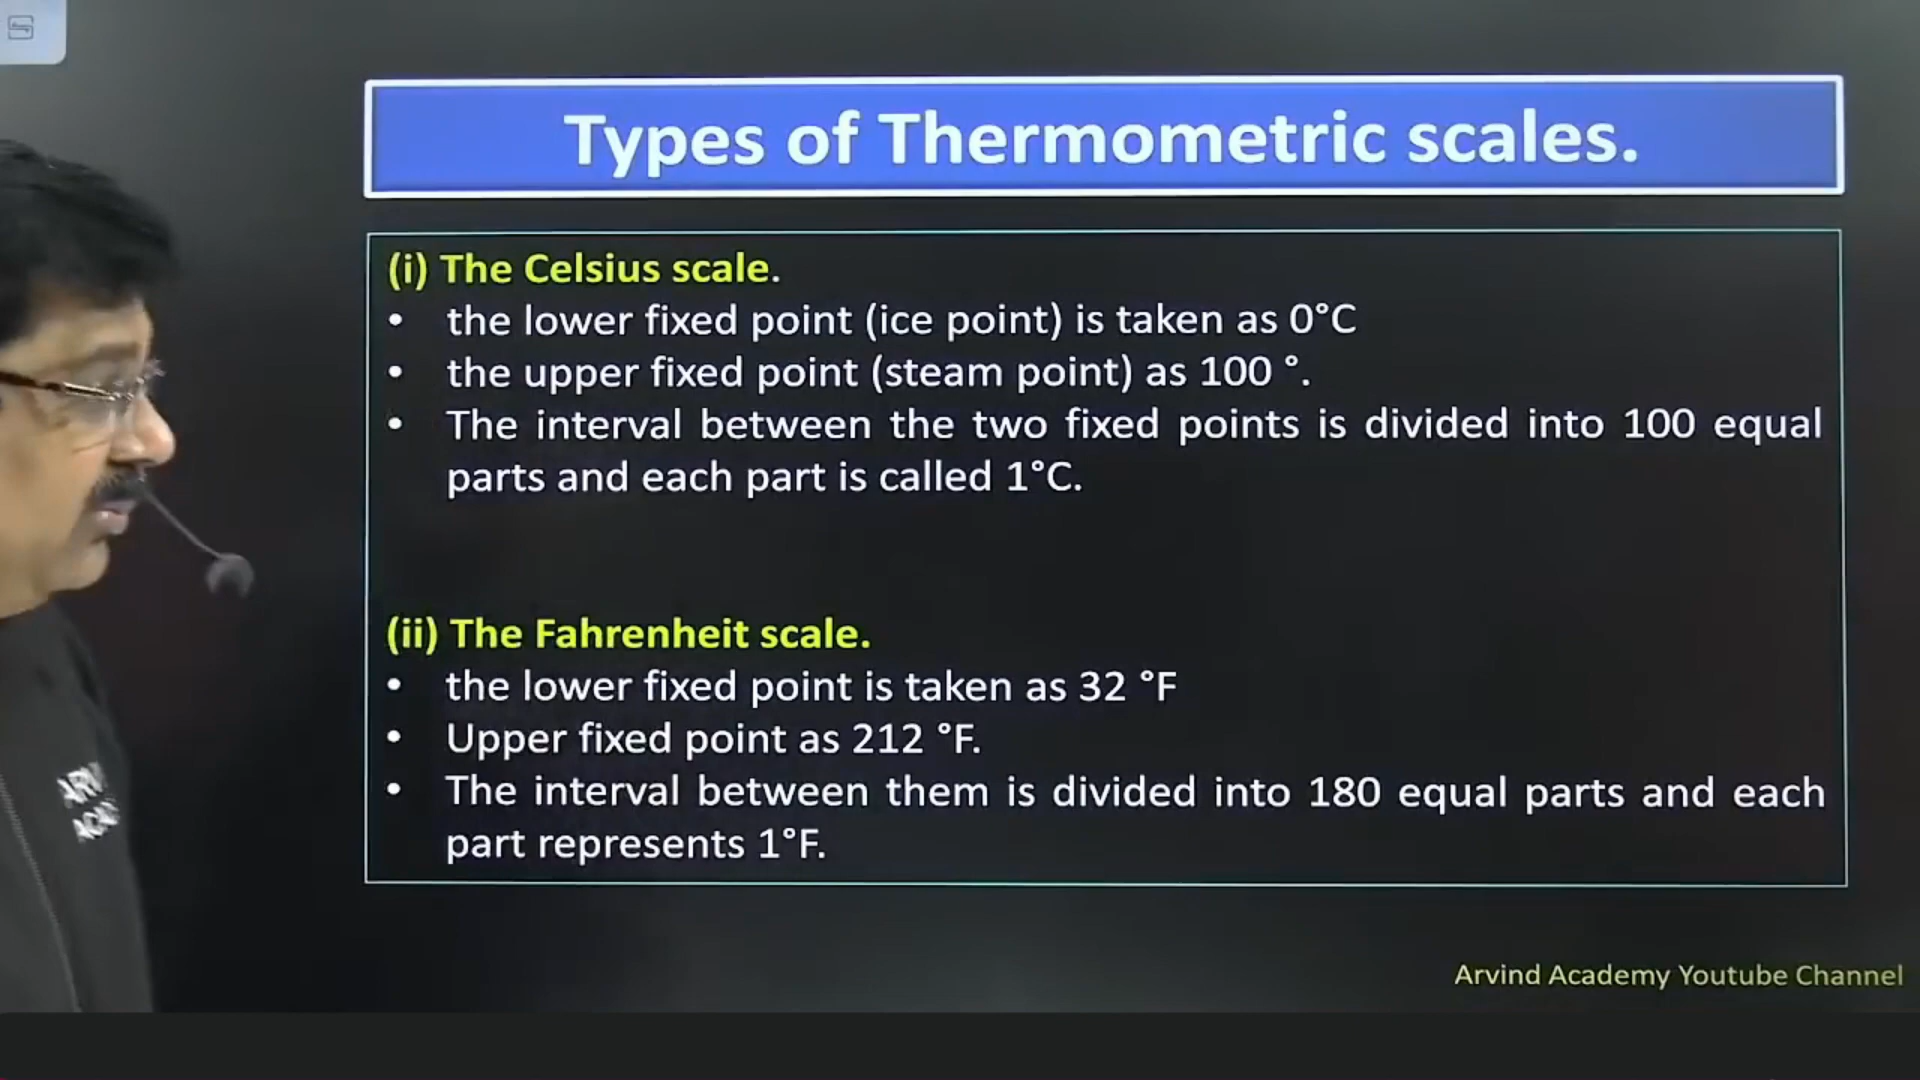 Types of Thermometric scales.
(i) The Celsius scale.
• the lower fixed point (ice point) is taken as 0°C
• the upper fixed point (steam point) as 100 °.
• The interval between the two fixed points is divided into 100 equal
parts and each part is called 1°C.
(ii) The Fahrenheit scale.
• the lower fixed point is taken as 32 °F
• Upper fixed point as 212 °F.
• The interval between them is divided into 180 equal parts and each
part represents 1°F.
Arvind Academy Youtube Channel